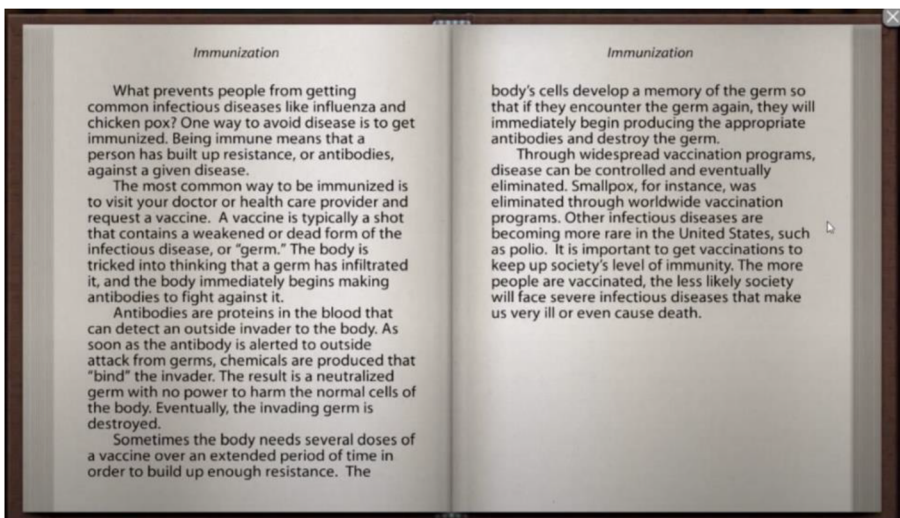 Immunization
What prevents people from getting
common infectious diseases like influenza and
chicken pox? One way to avoid disease is to get
immunized. Being immune means that a
person has built up resistance, or antibodies,
against a given disease.
The most common way to be immunized is
to visit your doctor or health care provider and
request a vaccine.  A vaccine is typically a shot
that contains a weakened or dead form of the
infectious disease, or “germ.” The body is
tricked into thinking that a germ has infiltrated
it, and the body immediately begins making
antibodies to fight against it.
Antibodies are proteins in the blood that
can detect an outside invader to the body. As
soon as the antibody is alerted to outside
attack from germs, chemicals are produced that
“bind” the invader. The result is a neutralized
germ with no power to harm the normal cells of
the body. Eventually, the invading germ is
destroyed.
Sometimes the body needs several doses of
a vaccine over an extended period of time in
order to build up enough resistance.  The
Immunization
body’s cells develop a memory of the germ so
that if they encounter the germ again, they will
immediately begin producing the appropriate
antibodies and destroy the germ.
Through widespread vaccination programs,
disease can be controlled and eventually
eliminated. Smallpox, for instance, was
eliminated through worldwide vaccination
programs. Other infectious diseases are
becoming more rare in the United States, such
as polio.  It is important to get vaccinations to
keep up society’s level of immunity. The more
people are vaccinated, the less likely society
will face severe infectious diseases that make
us very ill or even cause death.